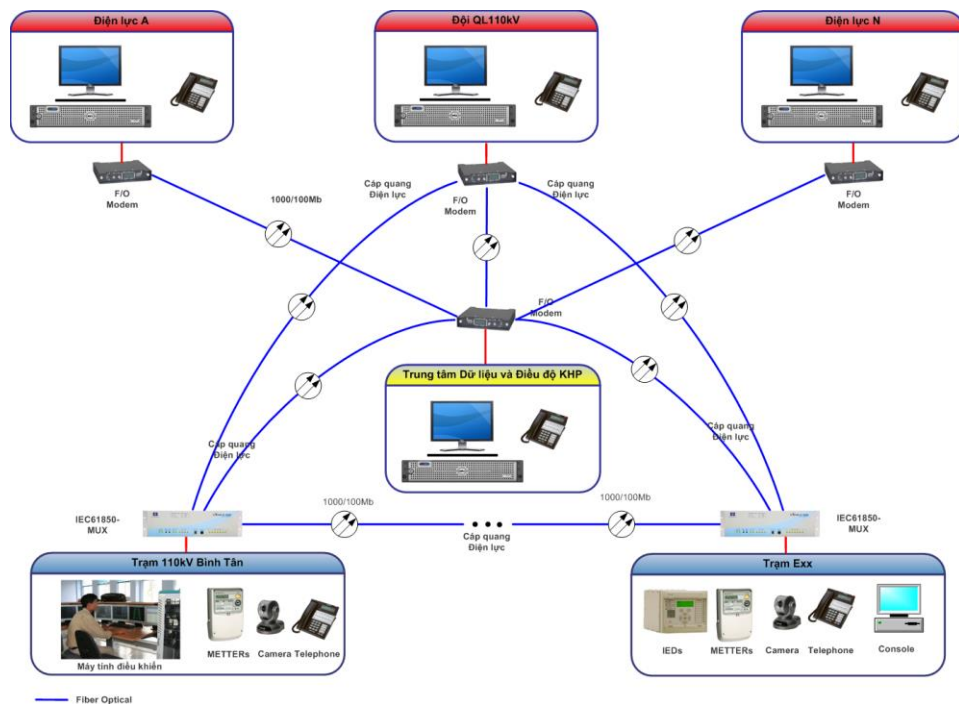 Điện lực A
Đội QL110kV
Điện lực N
F/O
Modem
1000/100Mb
Cáp quang
Điện lực
F/O
Modem
Cáp quang
Điện lực
F/O
Modem
F/O
Modem
Trung tâm Dữ liệu và Điều độ KHP
Cáp quang
Điện lực
Cáp quang
Điện lực
1000/100Mb
1000/100Mb
IEC61850-
MUX
Cáp quang
Điện lực
IEC61850-
MUX
Trạm 110kV Bình Tân
Trạm Exx
Máy tính điều khiển
METTERs
Camera
Telephone
IEDs
METTERs
Camera
Telephone
Console
Fiber Optical